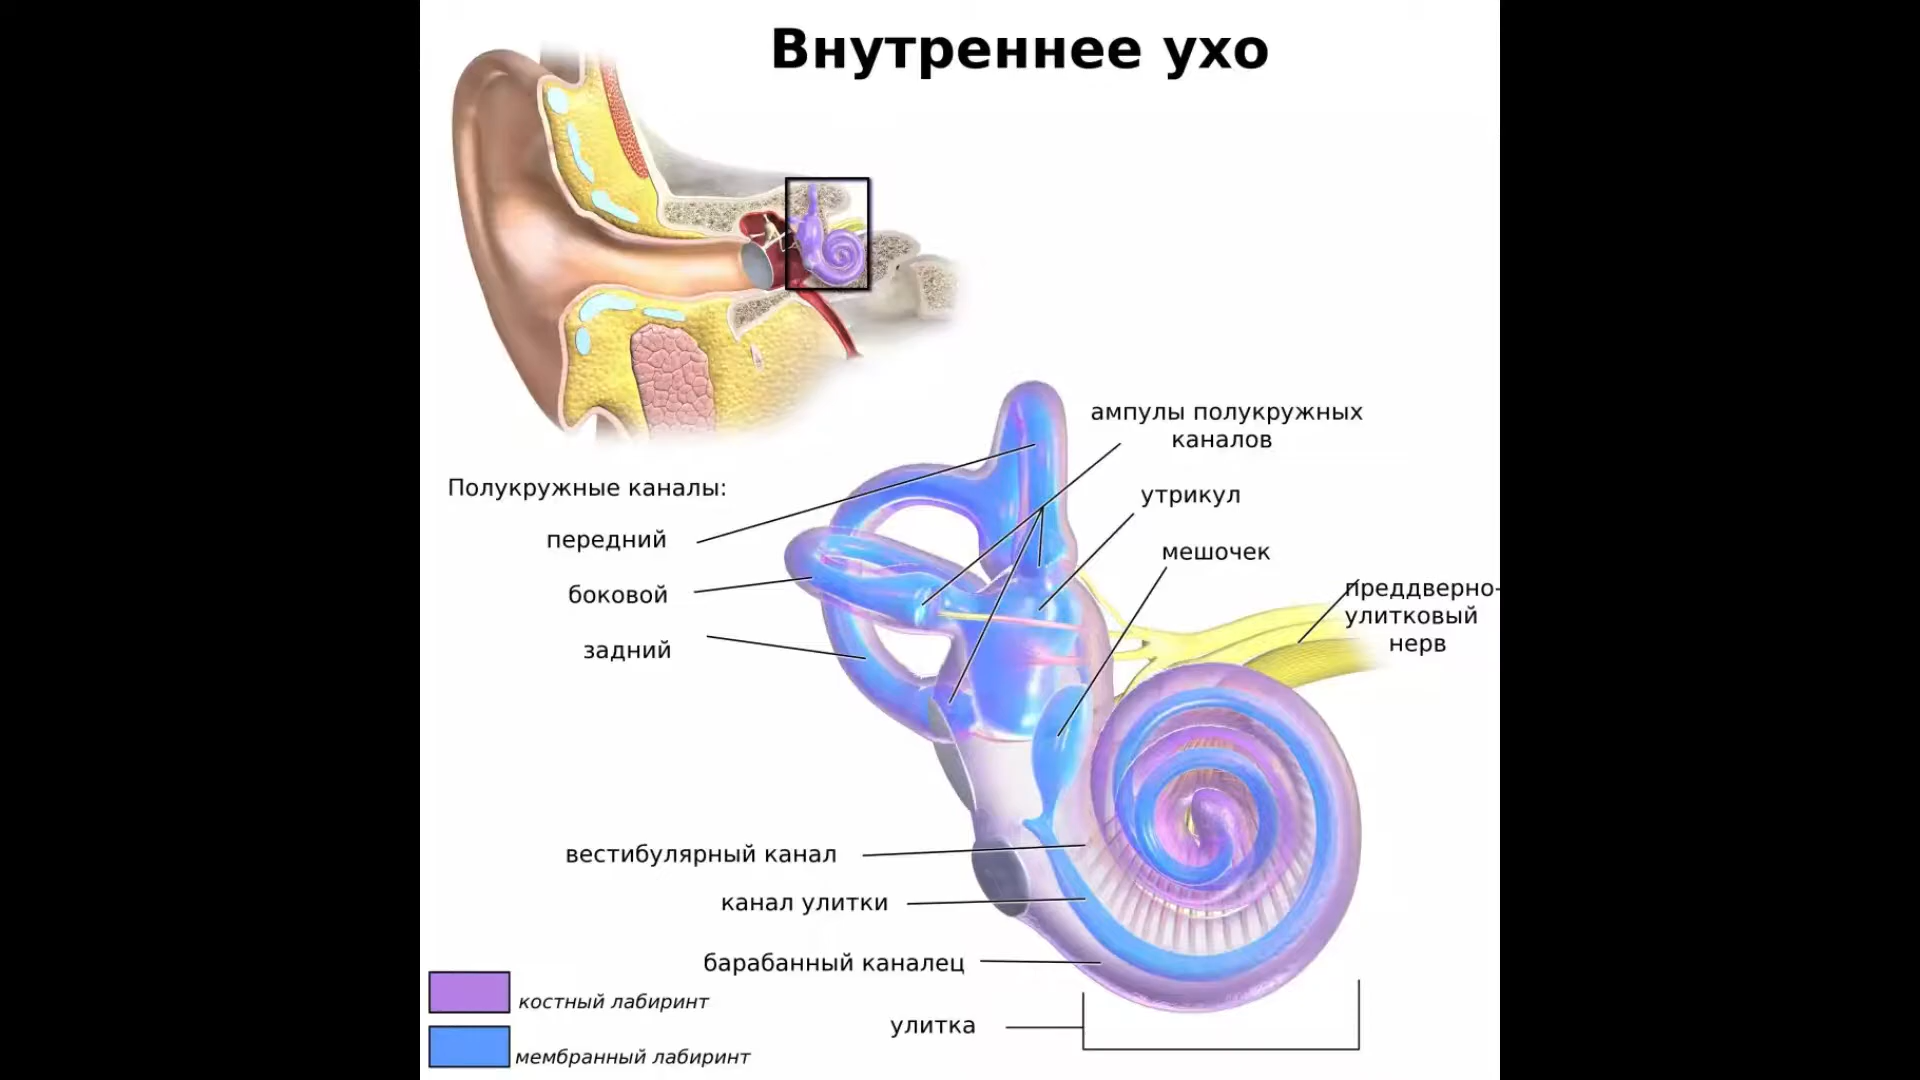 Внутреннее ухо
ампулы полукружных
каналов
Полукружные каналы:
утрикул
передний
мешочек
боковой
преддверно-
улитковый
нерв
задний
вестибулярный канал
канал улитки
барабанный каналец
костный лабиринт
улитка
мембранный лабиринт